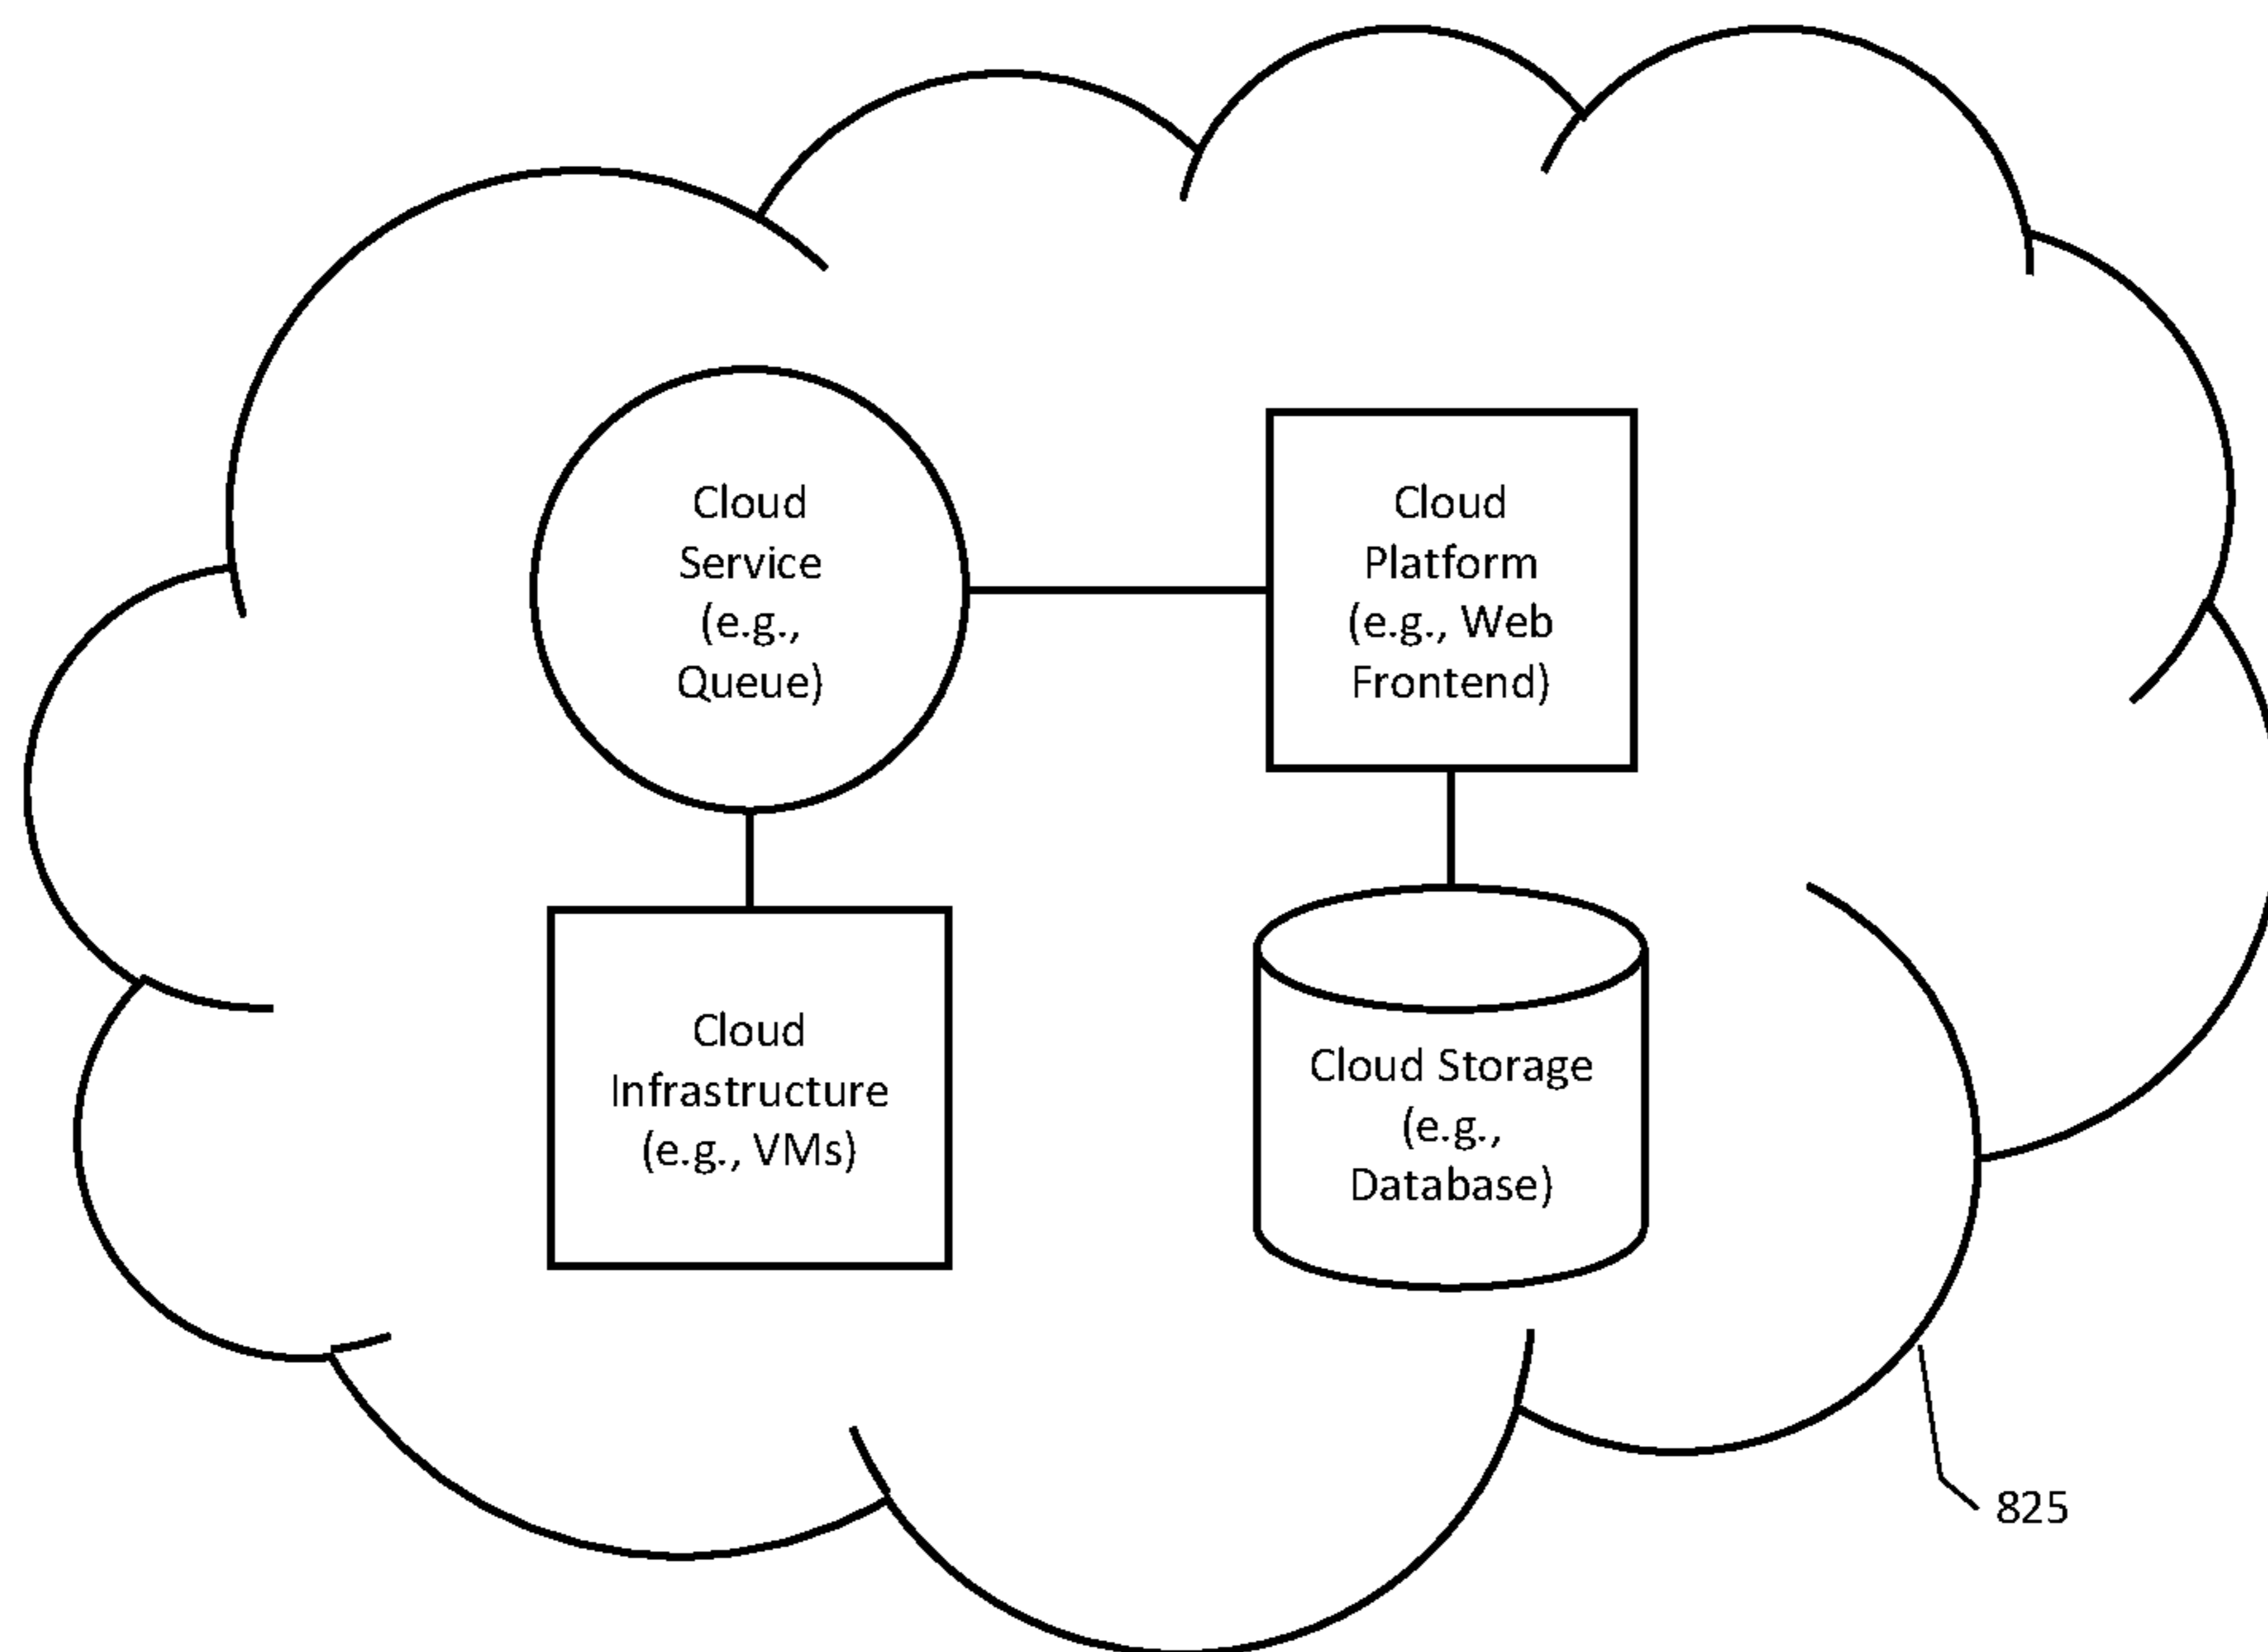 Cloud
Service
(e.g.,
Queue)
Cloud
Platform
(e.g., Web
Frontend)
Cloud
Infrastructure
(e.g., VMs)
Cloud Storage
(e.g.,
Database)
825